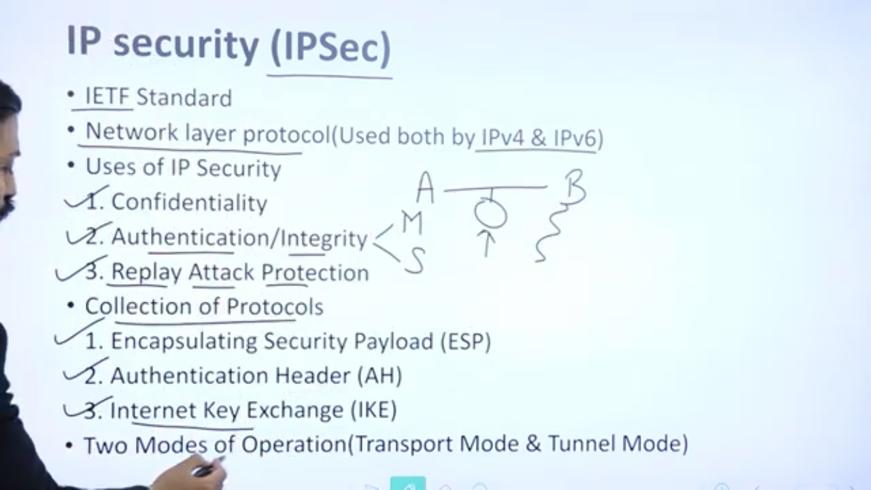 IP security (IPSec)
• IETF Standard
• Network layer protocol(Used both by IPv4 & IPv6)
• Uses of IP Security
1. Confidentiality
A B
2. Authentication/Integrity
M
S
3. Replay Attack Protection
• Collection of Protocols
1. Encapsulating Security Payload (ESP)
2. Authentication Header (AH)
3. Internet Key Exchange (IKE)
• Two Modes of Operation(Transport Mode & Tunnel Mode)